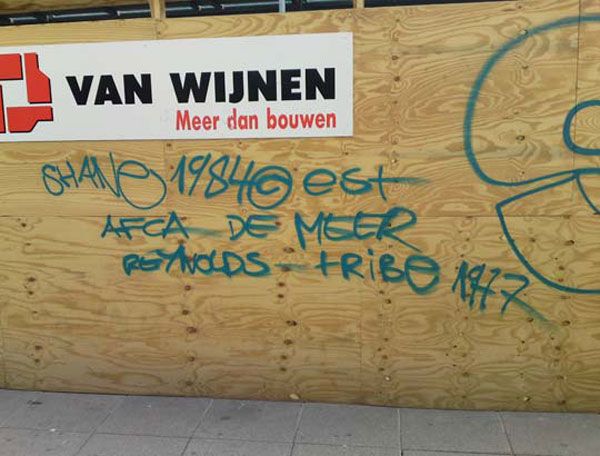 VAN WIJNEN
Meer dan bouwen
SHANE 1984@ est
AFCA DE MEER
REYNOLDS - tRiBe 1977